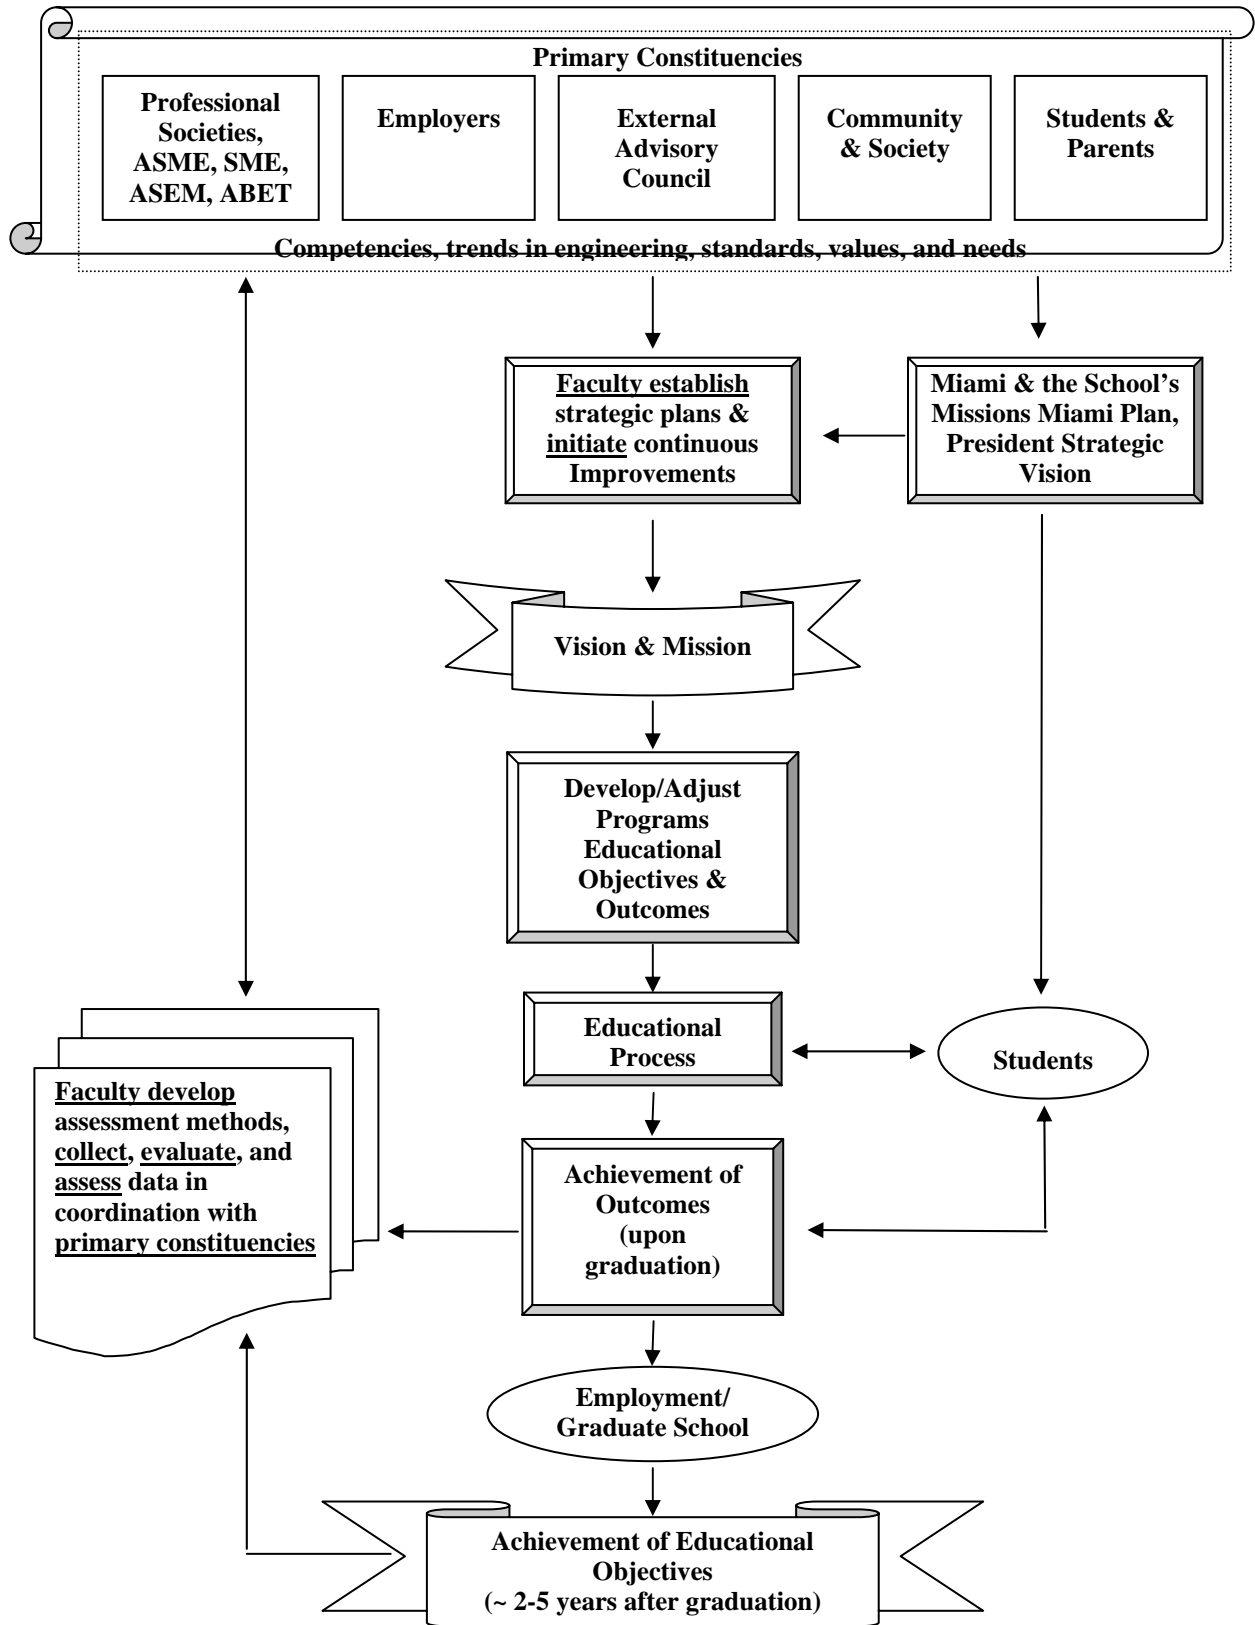 Primary Constituencies
Professional
Societies,
ASME, SME,
ASEM, ABET
Employers
External
Advisory
Council
Community
& Society
Students &
Parents
Competencies, trends in engineering, standards, values, and needs
Faculty establish
strategic plans &
initiate continuous
Improvements
Miami & the School's
Missions Miami Plan,
President Strategic
Vision
Vision & Mission
Develop/Adjust
Programs
Educational
Objectives &
Outcomes
Educational
Process
Students
Faculty develop
assessment methods,
collect, evaluate, and
assess data in
coordination with
primary constituencies
Achievement of
Outcomes
(upon
graduation)
Employment/
Graduate School
Achievement of Educational
Objectives
(~ 2-5 years after graduation)